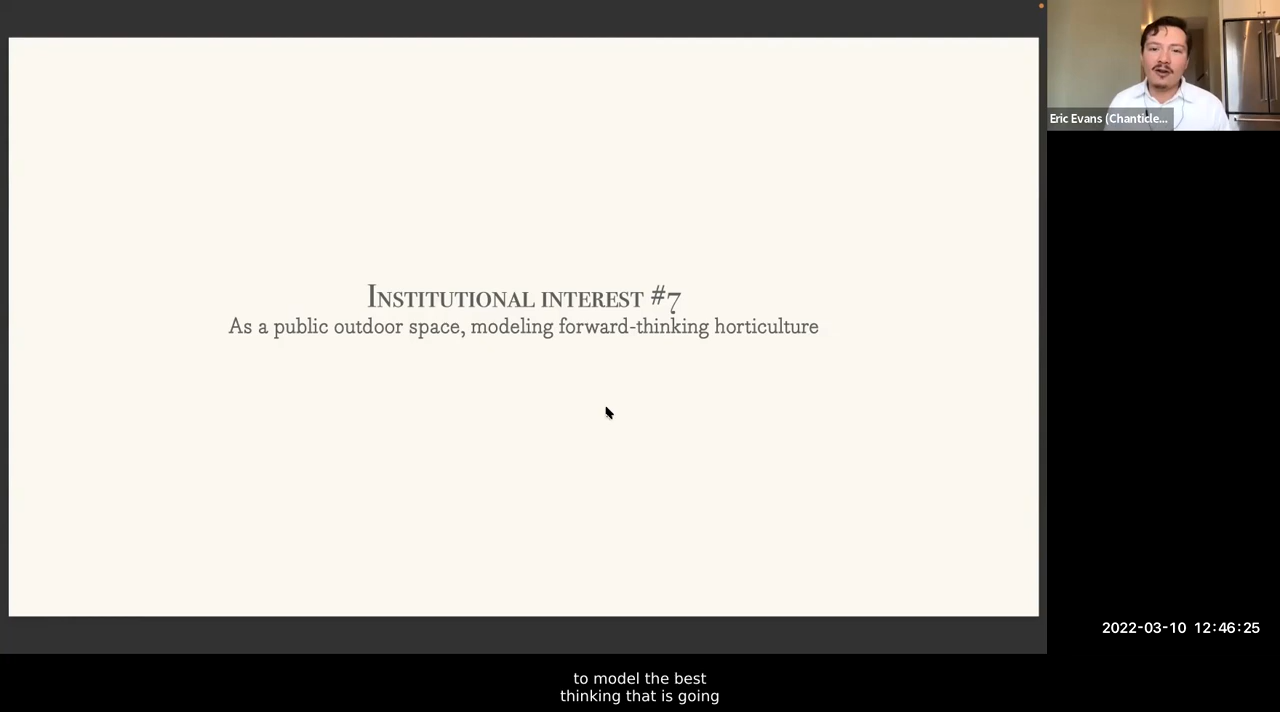 Institutional interest #7
As a public outdoor space, modeling forward-thinking horticulture
Eric Evans (Chanticle...
2022-03-10 12:46:25
to model the best
thinking that is going